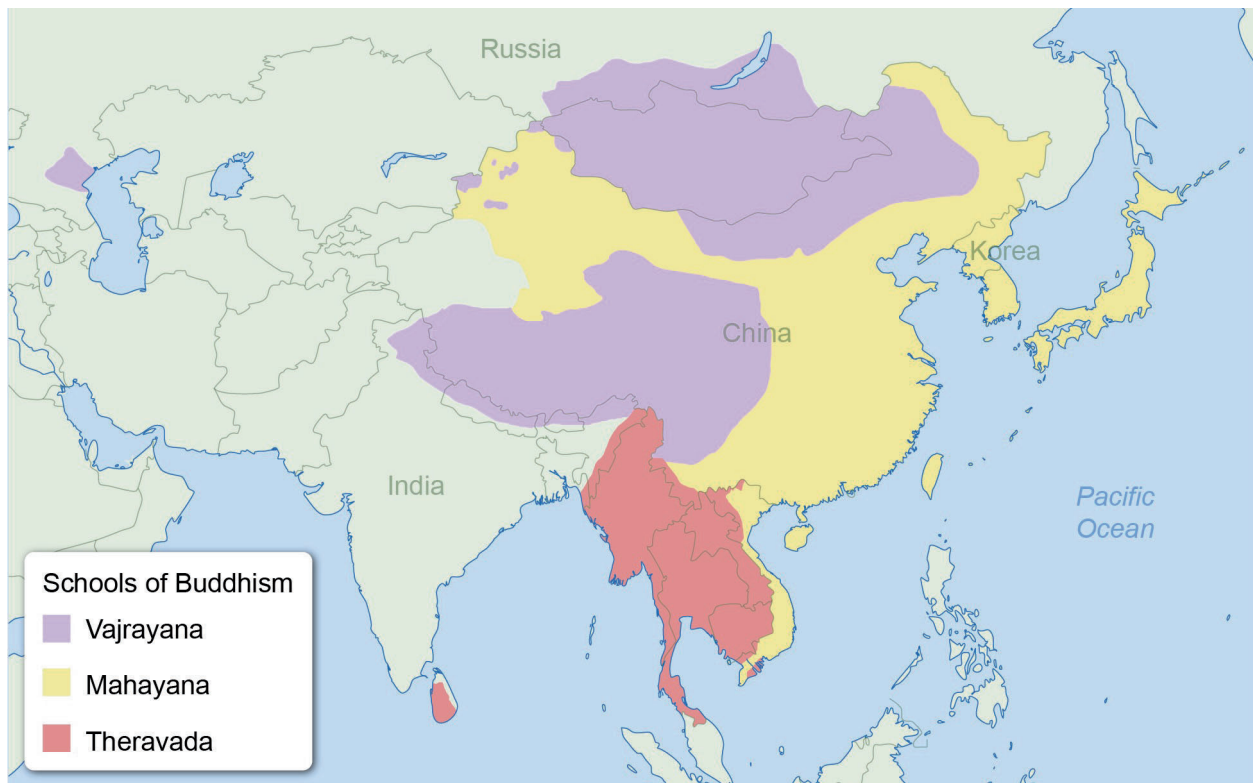 Russia
Korea
China
India
Pacific
Ocean
Schools of Buddhism
Vajrayana
Mahayana
Theravada